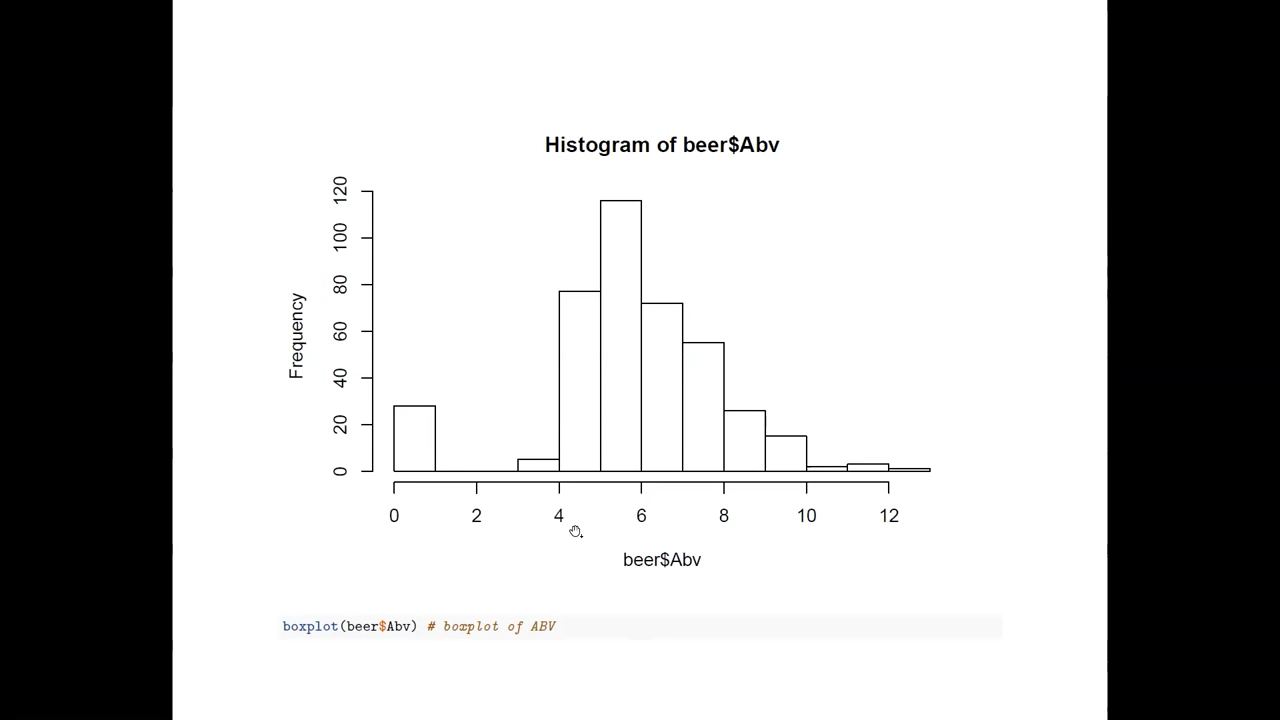 Histogram of beer$Abv
120
100
80
60
40
20
0
Frequency
0 2 4 6 8 10 12
beer$Abv
boxplot(beer$Abv) # boxplot of ABV